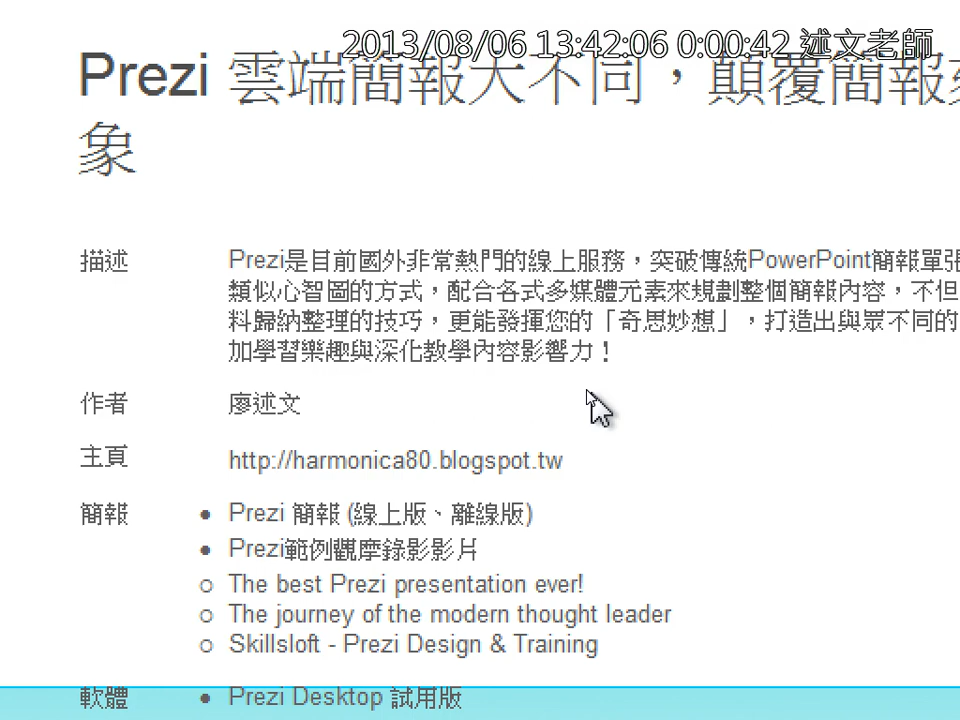 2013/08/06 13:42:06 0:00:42 述文老師
Prezi 雲端簡報大不同，顛覆簡報刻
象
描述 Prezi是目前國外非常熱門的線上服務，突破傳統PowerPoint簡報單張
類似心智圖的方式，配合各式多媒體元素來規劃整個簡報內容，不但
料歸納整理的技巧，更能發揮您的「奇思妙想」，打造出與眾不同的
加學習樂趣與深化教學內容影響力！
作者 廖述文
主頁 http://harmonica80.blogspot.tw
簡報 • Prezi 簡報 (線上版、離線版)
• Prezi範例觀摩錄影影片
o The best Prezi presentation ever!
o The journey of the modern thought leader
o Skillsloft - Prezi Design & Training
軟體 • Prezi Desktop 試用版